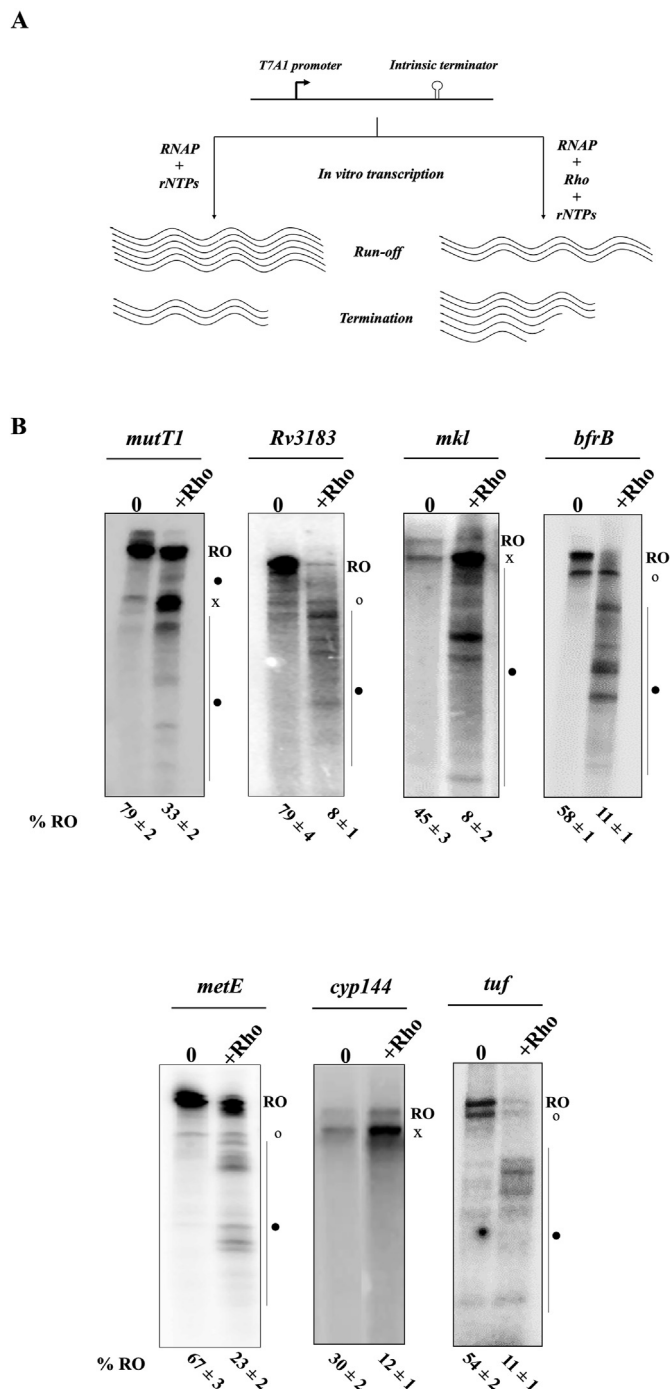 A
T7A1 promoter Intrinsic terminator
RNAP
+
rNTPs
In vitro transcription
RNAP
+
Rho
+
rNTPs
Run-off
Termination
B
mutT1 Rv3183 mkl bfrB
0 +Rho 0 +Rho 0 +Rho 0 +Rho
RO RO RO RO
x o x o
% RO 79 ± 2 33 ± 2 79 ± 4 8 ± 1 45 ± 3 8 ± 2 58 ± 1 11 ± 1
metE cyp144 tuf
0 +Rho 0 +Rho 0 +Rho
RO RO RO
o x o
% RO 67 ± 3 23 ± 2 30 ± 2 12 ± 1 54 ± 2 11 ± 1